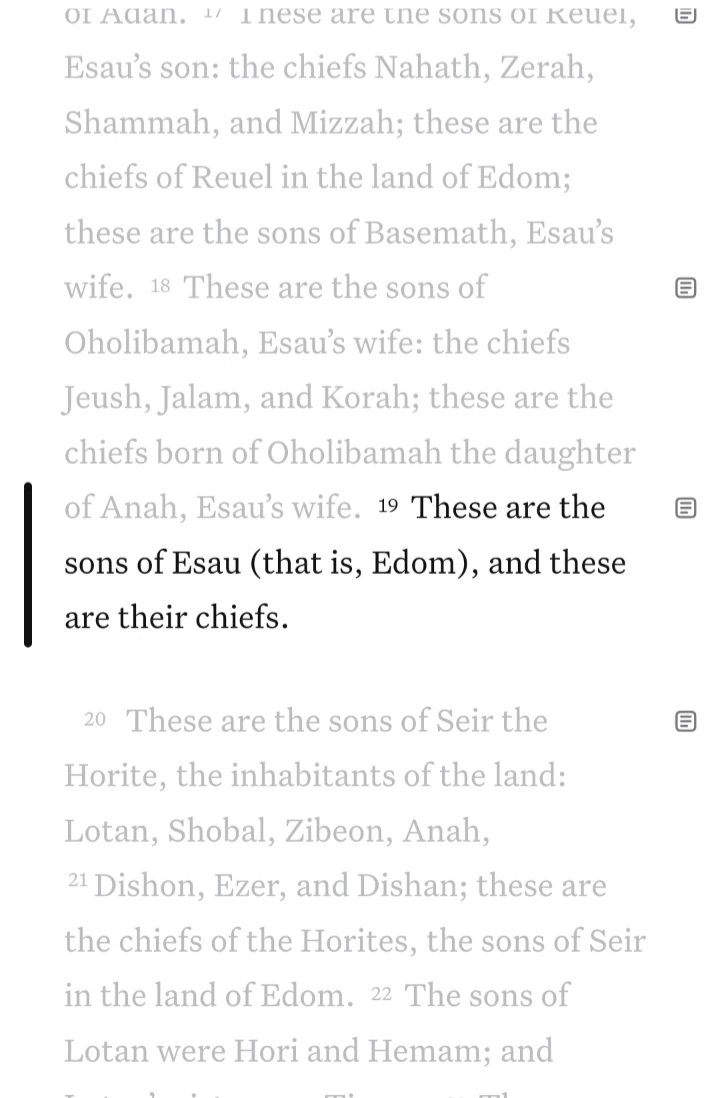 of Adah. 17 These are the sons of Reuel,
Esau’s son: the chiefs Nahath, Zerah,
Shammah, and Mizzah; these are the
chiefs of Reuel in the land of Edom;
these are the sons of Basemath, Esau’s
wife. 18 These are the sons of
Oholibamah, Esau’s wife: the chiefs
Jeush, Jalam, and Korah; these are the
chiefs born of Oholibamah the daughter
of Anah, Esau’s wife. 19 These are the
sons of Esau (that is, Edom), and these
are their chiefs.
20 These are the sons of Seir the
Horite, the inhabitants of the land:
Lotan, Shobal, Zibeon, Anah,
21 Dishon, Ezer, and Dishan; these are
the chiefs of the Horites, the sons of Seir
in the land of Edom. 22 The sons of
Lotan were Hori and Hemam; and